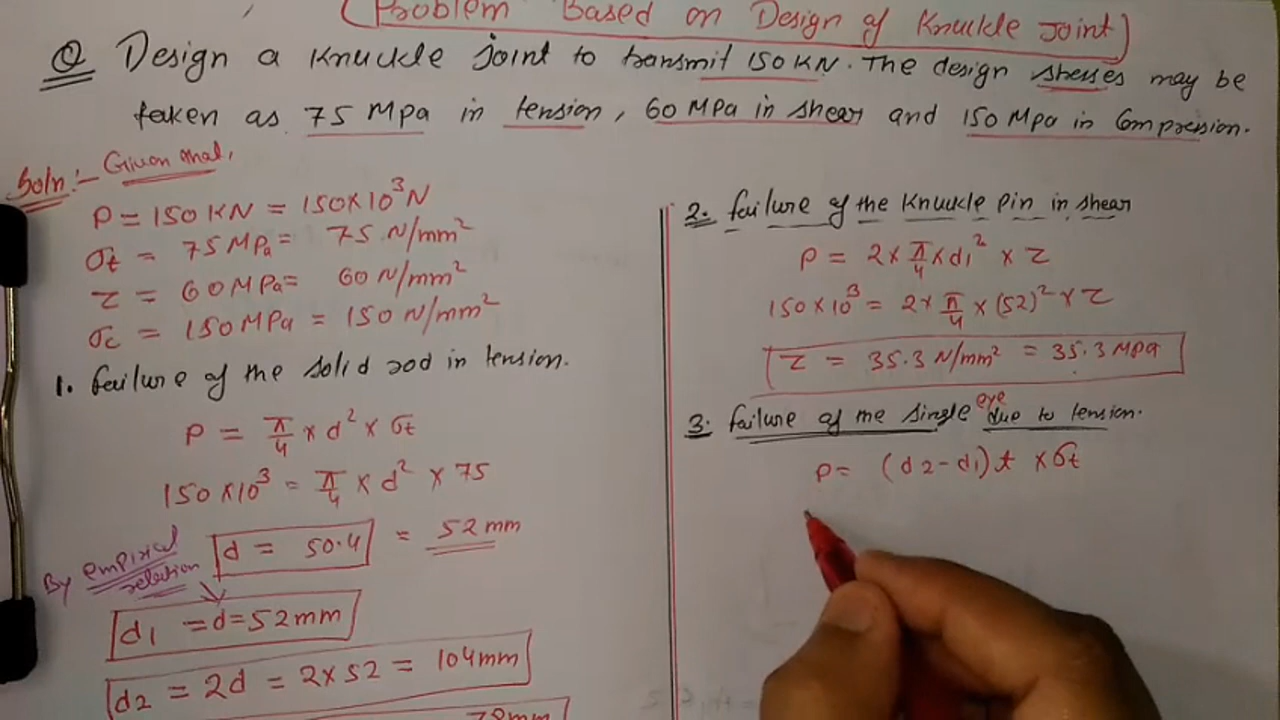 (Problem Based on Design of Knuckle Joint)
Q Design a Knuckle Joint to transmit 150 KN. The design stresses may be
taken as 75 MPa in tension, 60 MPa in shear and 150 MPa in Compression.
Soln:- Given that,
P = 150 KN = 150×10³ N
σt = 75 MPa = 75 N/mm²
τ = 60 MPa = 60 N/mm²
σc = 150 MPa = 150 N/mm²
1. failure of the solid rod in tension.
P = π/4 × d² × σt
150×10³ = π/4 × d² × 75
d = 50.4 = 52 mm
By empirical
relation
d1 = d = 52mm
d2 = 2d = 2×52 = 104mm
78mm
2. failure of the Knuckle Pin in shear
P = 2× π/4 × d1² × τ
150×10³ = 2× π/4 × (52)² × τ
τ = 35.3 N/mm² = 35.3 MPa
3. failure of the single eye due to tension.
P = (d2-d1) t × σt